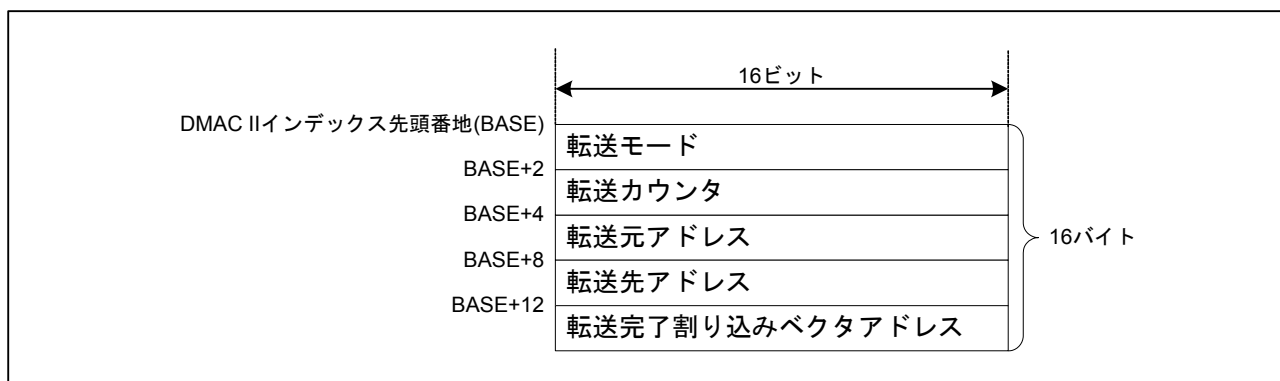 16ビット
DMAC IIインデックス先頭番地(BASE)
転送モード
BASE+2
転送カウンタ
BASE+4
転送元アドレス
16バイト
BASE+8
転送先アドレス
BASE+12
転送完了割り込みベクタアドレス